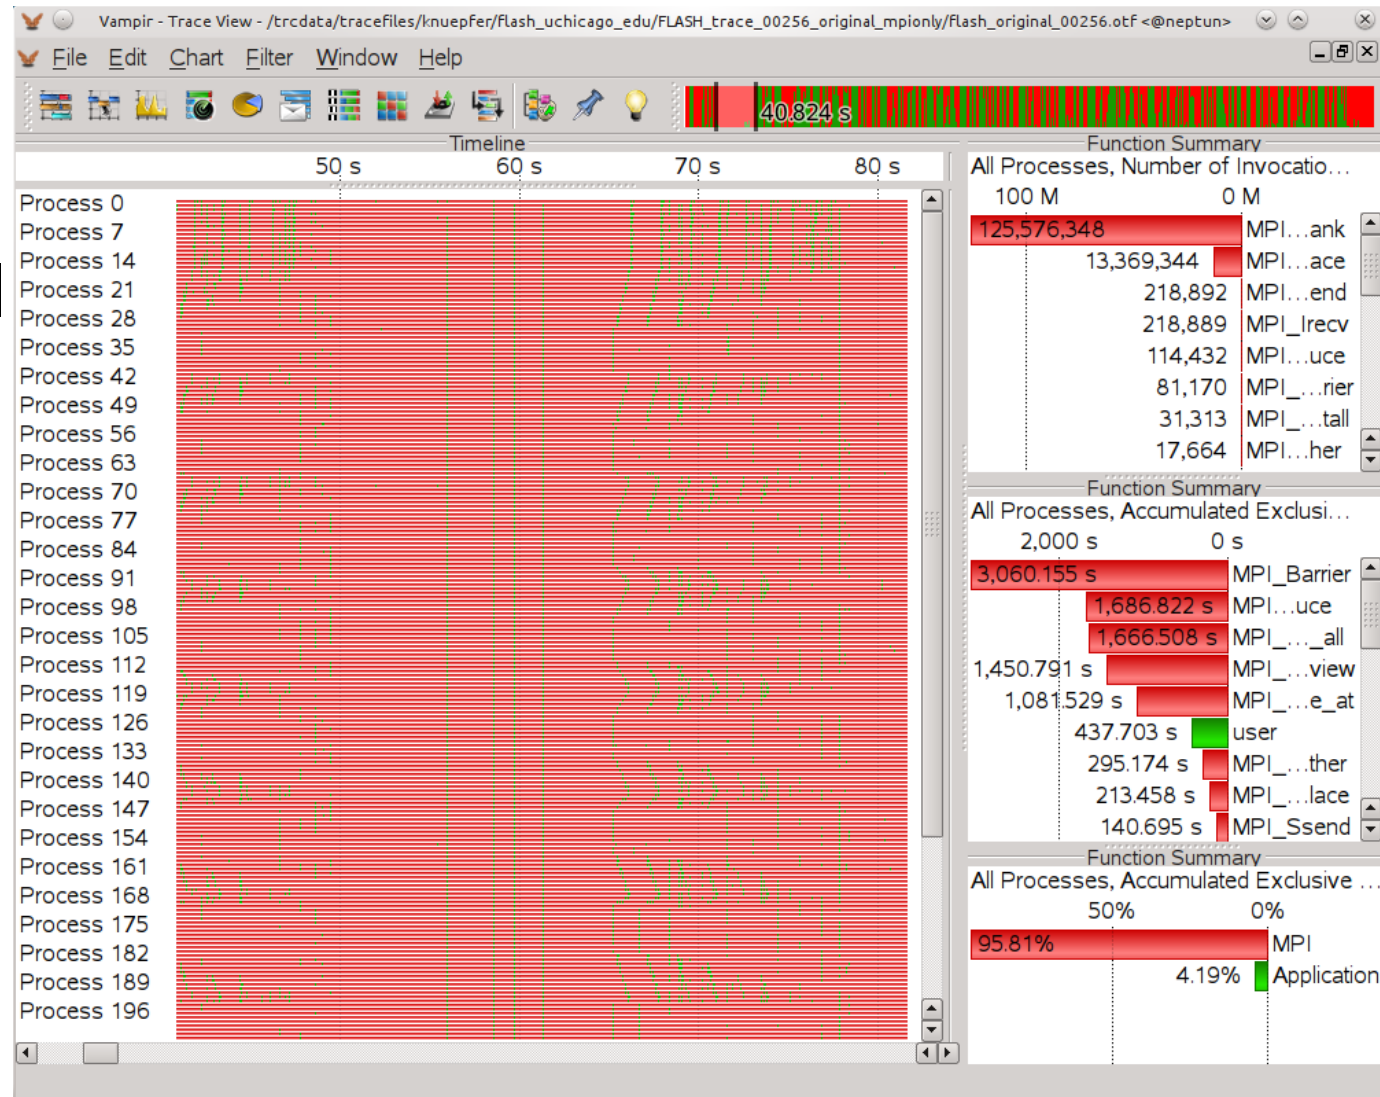 Vampir - Trace View - /trcdata/tracefiles/knuepfer/flash_uchicago_edu/FLASH_trace_00256_original_mpionly/flash_original_00256.otf <@neptun>
File Edit Chart Filter Window Help
40.824 s
Timeline
50 s 60 s 70 s 80 s
Process 0
Process 7
Process 14
Process 21
Process 28
Process 35
Process 42
Process 49
Process 56
Process 63
Process 70
Process 77
Process 84
Process 91
Process 98
Process 105
Process 112
Process 119
Process 126
Process 133
Process 140
Process 147
Process 154
Process 161
Process 168
Process 175
Process 182
Process 189
Process 196
Function Summary
All Processes, Number of Invocatio...
100 M 0 M
125,576,348 MPI...ank
13,369,344 MPI...ace
218,892 MPI...end
218,889 MPI_Irecv
114,432 MPI...uce
81,170 MPI_...rier
31,313 MPI_...tall
17,664 MPI...her
Function Summary
All Processes, Accumulated Exclusi...
2,000 s 0 s
3,060.155 s MPI_Barrier
1,686.822 s MPI...uce
1,666.508 s MPI_..._all
1,450.791 s MPI_...view
1,081.529 s MPI_...e_at
437.703 s user
295.174 s MPI_...ther
213.458 s MPI_...lace
140.695 s MPI_Ssend
Function Summary
All Processes, Accumulated Exclusive ...
50% 0%
95.81% MPI
4.19% Application